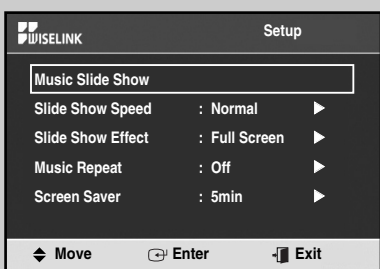 WISELINK Setup
Music Slide Show
Slide Show Speed : Normal
Slide Show Effect : Full Screen
Music Repeat : Off
Screen Saver : 5min
Move Enter Exit